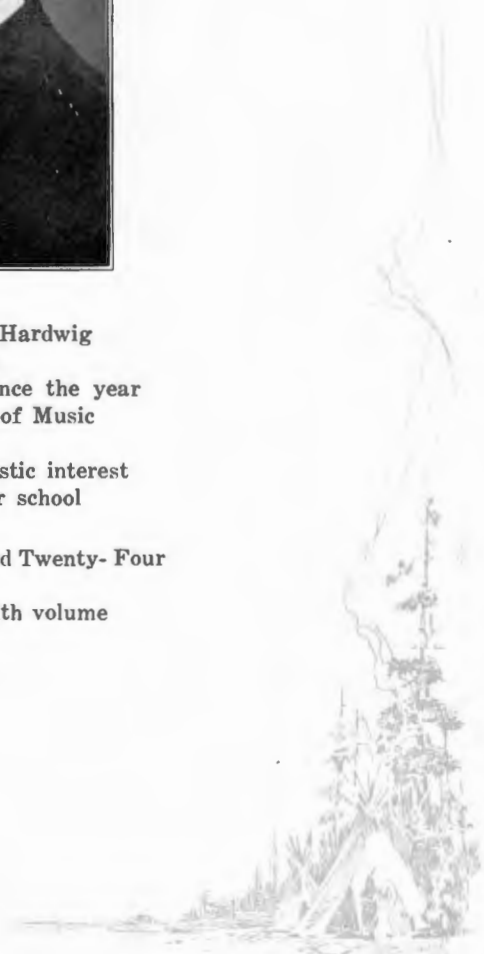 Hardwig
nce the year
of Music
stic interest
r school
d Twenty- Four
th volume